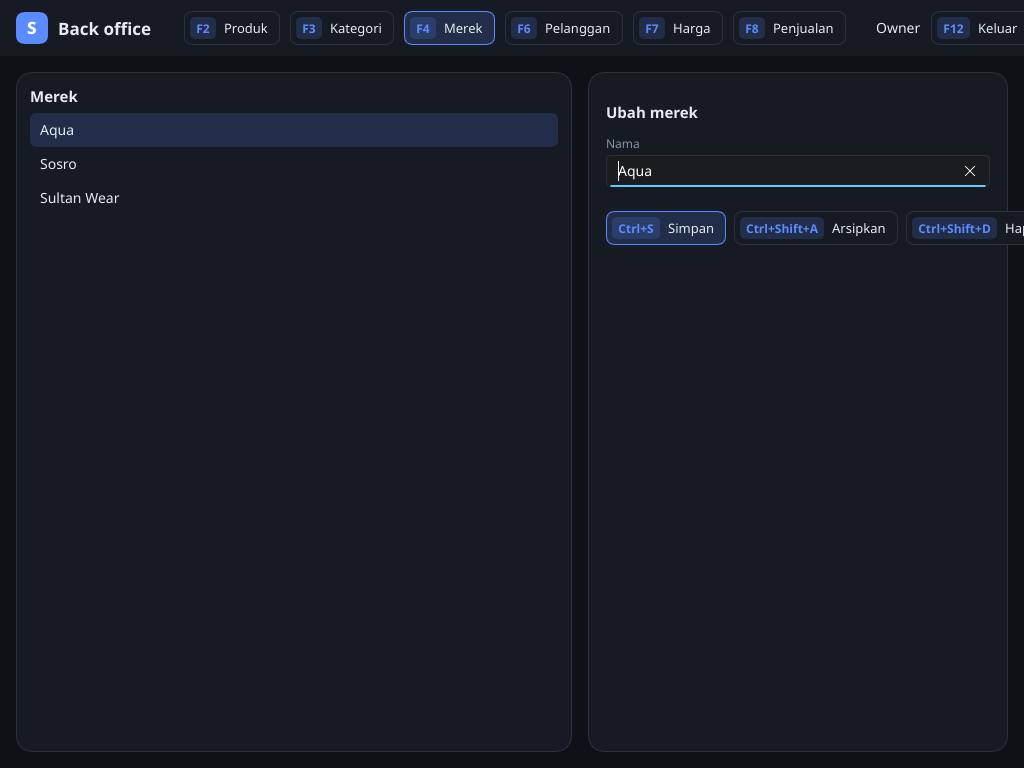 S Back office F2 Produk F3 Kategori F4 Merek F6 Pelanggan F7 Harga F8 Penjualan Owner F12 Keluar
Merek
Aqua
Sosro
Sultan Wear
Ubah merek
Nama
Aqua
Ctrl+S Simpan Ctrl+Shift+A Arsipkan Ctrl+Shift+D